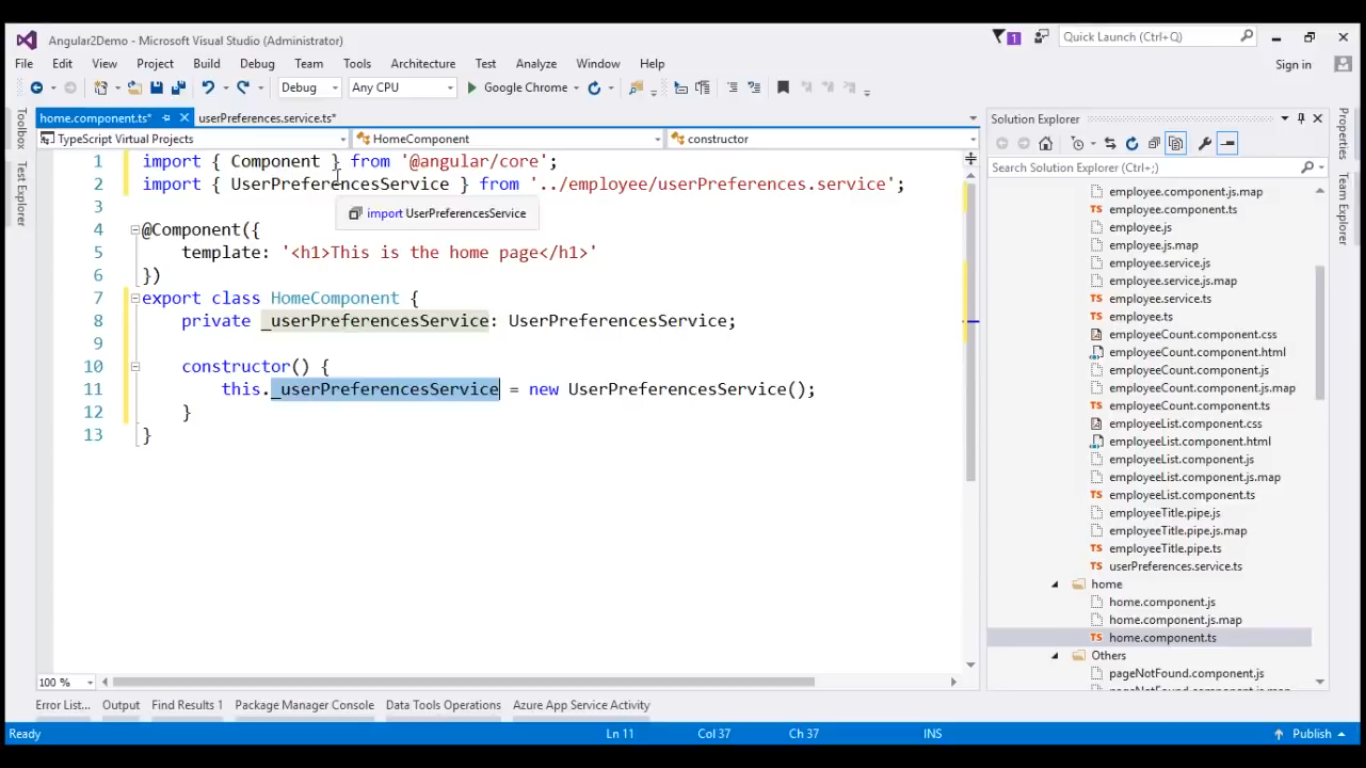 Angular2Demo - Microsoft Visual Studio (Administrator)
1
Quick Launch (Ctrl+Q)
File Edit View Project Build Debug Team Tools Architecture Test Analyze Window Help
Sign in
Debug Any CPU Google Chrome
Toolbox
Test Explorer
home.component.ts* userPreferences.service.ts*
TypeScript Virtual Projects HomeComponent constructor
1 import { Component } from '@angular/core';
2 import { UserPreferencesService } from '../employee/userPreferences.service';
import UserPreferencesService
3
4 @Component({
5 template: '<h1>This is the home page</h1>'
6 })
7 export class HomeComponent {
8 private _userPreferencesService: UserPreferencesService;
9
10 constructor() {
11 this._userPreferencesService = new UserPreferencesService();
12 }
13 }
100 %
Solution Explorer
Search Solution Explorer (Ctrl+;)
employee.component.js.map
TS employee.component.ts
employee.js
employee.js.map
employee.service.js
employee.service.js.map
TS employee.service.ts
TS employee.ts
employeeCount.component.css
employeeCount.component.html
employeeCount.component.js
employeeCount.component.js.map
TS employeeCount.component.ts
employeeList.component.css
employeeList.component.html
employeeList.component.js
employeeList.component.js.map
TS employeeList.component.ts
employeeTitle.pipe.js
employeeTitle.pipe.js.map
TS employeeTitle.pipe.ts
TS userPreferences.service.ts
home
home.component.js
home.component.js.map
TS home.component.ts
Others
pageNotFound.component.js
Properties
Team Explorer
Error List... Output Find Results 1 Package Manager Console Data Tools Operations Azure App Service Activity
Ready Ln 11 Col 37 Ch 37 INS Publish